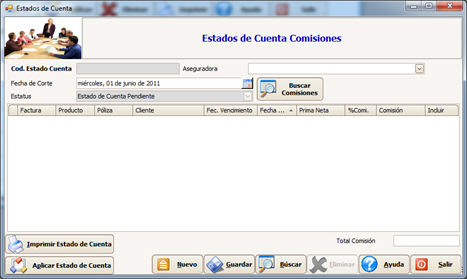 Estados de Cuenta
Estados de Cuenta Comisiones
Cod. Estado Cuenta
Aseguradora
Fecha de Corte
miércoles, 01 de junio de 2011
Estatus
Estado de Cuenta Pendiente
Buscar Comisiones
Factura Producto Póliza Cliente Fec. Vencimiento Fecha ... Prima Neta %Comi. Comisión Incluir
Imprimir Estado de Cuenta
Total Comisión
Aplicar Estado de Cuenta
Nuevo Guardar Búscar Eliminar Ayuda Salir